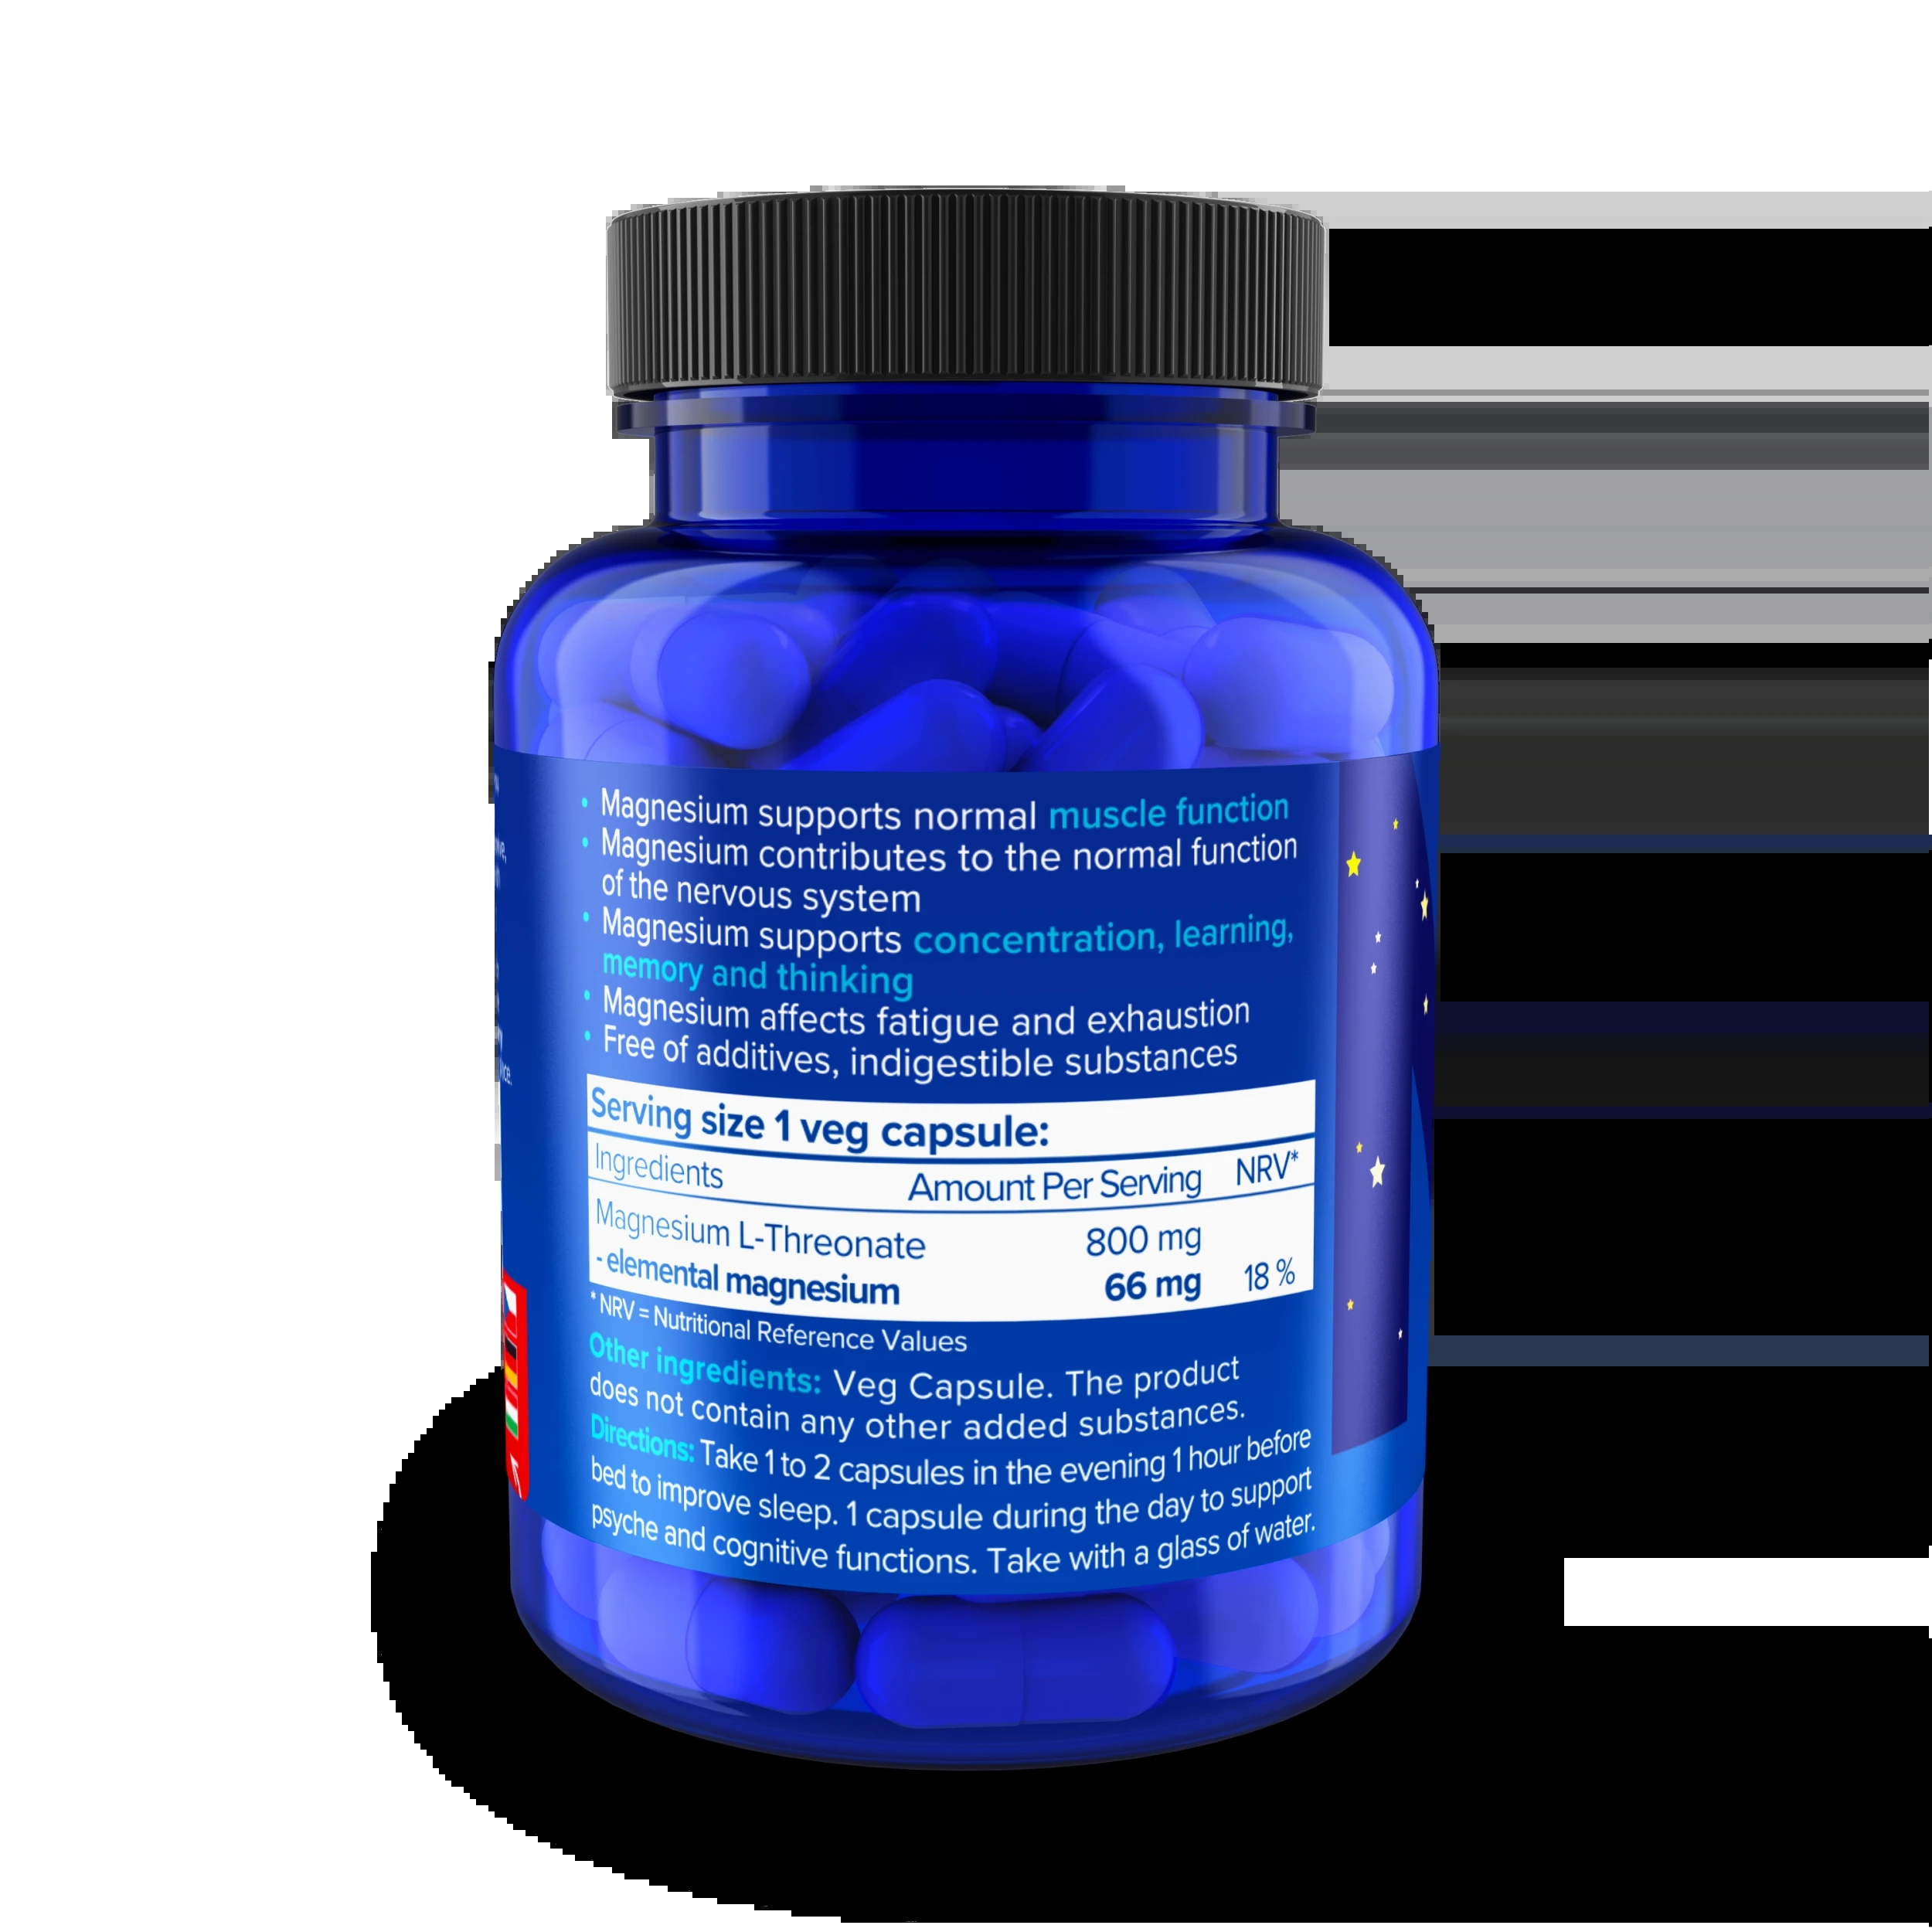 • Magnesium supports normal muscle function
• Magnesium contributes to the normal function
of the nervous system
• Magnesium supports concentration, learning,
memory and thinking
• Magnesium affects fatigue and exhaustion
• Free of additives, indigestible substances
Serving size 1 veg capsule:
Ingredients Amount Per Serving NRV*
Magnesium L-Threonate 800 mg
- elemental magnesium 66 mg 18 %
* NRV = Nutritional Reference Values
Other ingredients: Veg Capsule. The product
does not contain any other added substances.
Directions: Take 1 to 2 capsules in the evening 1 hour before
bed to improve sleep. 1 capsule during the day to support
psyche and cognitive functions. Take with a glass of water.